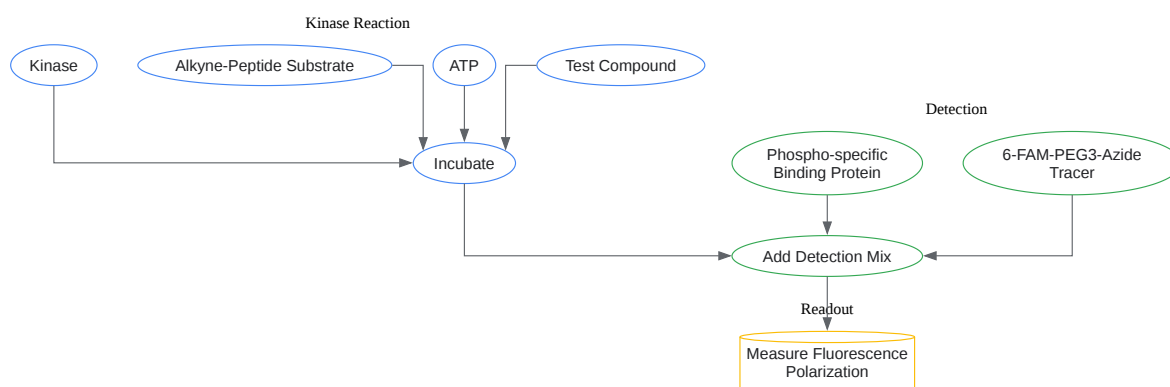 Kinase Reaction
Kinase
Alkyne-Peptide Substrate
ATP
Test Compound
Incubate
Detection
Phospho-specific
Binding Protein
6-FAM-PEG3-Azide
Tracer
Add Detection Mix
Readout
Measure Fluorescence
Polarization